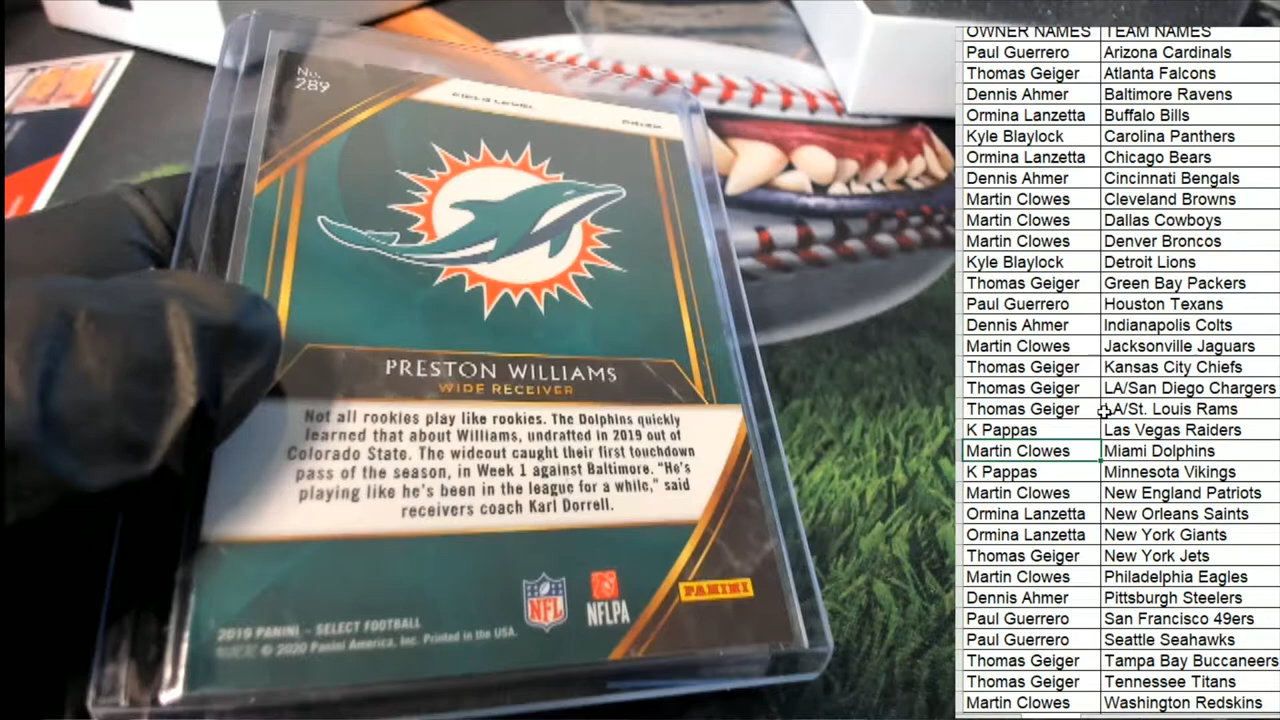 No.
289
FIELD LEVEL
PRIZM
PRESTON WILLIAMS
WIDE RECEIVER
Not all rookies play like rookies. The Dolphins quickly
learned that about Williams, undrafted in 2019 out of
Colorado State. The wideout caught their first touchdown
pass of the season, in Week 1 against Baltimore. "He's
playing like he's been in the league for a while," said
receivers coach Karl Dorrell.
NFL
NFLPA
PANINI
2019 PANINI – SELECT FOOTBALL
© 2020 Panini America, Inc. Printed in the USA.
OWNER NAMES TEAM NAMES
Paul Guerrero Arizona Cardinals
Thomas Geiger Atlanta Falcons
Dennis Ahmer Baltimore Ravens
Ormina Lanzetta Buffalo Bills
Kyle Blaylock Carolina Panthers
Ormina Lanzetta Chicago Bears
Dennis Ahmer Cincinnati Bengals
Martin Clowes Cleveland Browns
Martin Clowes Dallas Cowboys
Martin Clowes Denver Broncos
Kyle Blaylock Detroit Lions
Thomas Geiger Green Bay Packers
Paul Guerrero Houston Texans
Dennis Ahmer Indianapolis Colts
Martin Clowes Jacksonville Jaguars
Thomas Geiger Kansas City Chiefs
Thomas Geiger LA/San Diego Chargers
Thomas Geiger LA/St. Louis Rams
K Pappas Las Vegas Raiders
Martin Clowes Miami Dolphins
K Pappas Minnesota Vikings
Martin Clowes New England Patriots
Ormina Lanzetta New Orleans Saints
Ormina Lanzetta New York Giants
Thomas Geiger New York Jets
Martin Clowes Philadelphia Eagles
Dennis Ahmer Pittsburgh Steelers
Paul Guerrero San Francisco 49ers
Paul Guerrero Seattle Seahawks
Thomas Geiger Tampa Bay Buccaneers
Thomas Geiger Tennessee Titans
Martin Clowes Washington Redskins